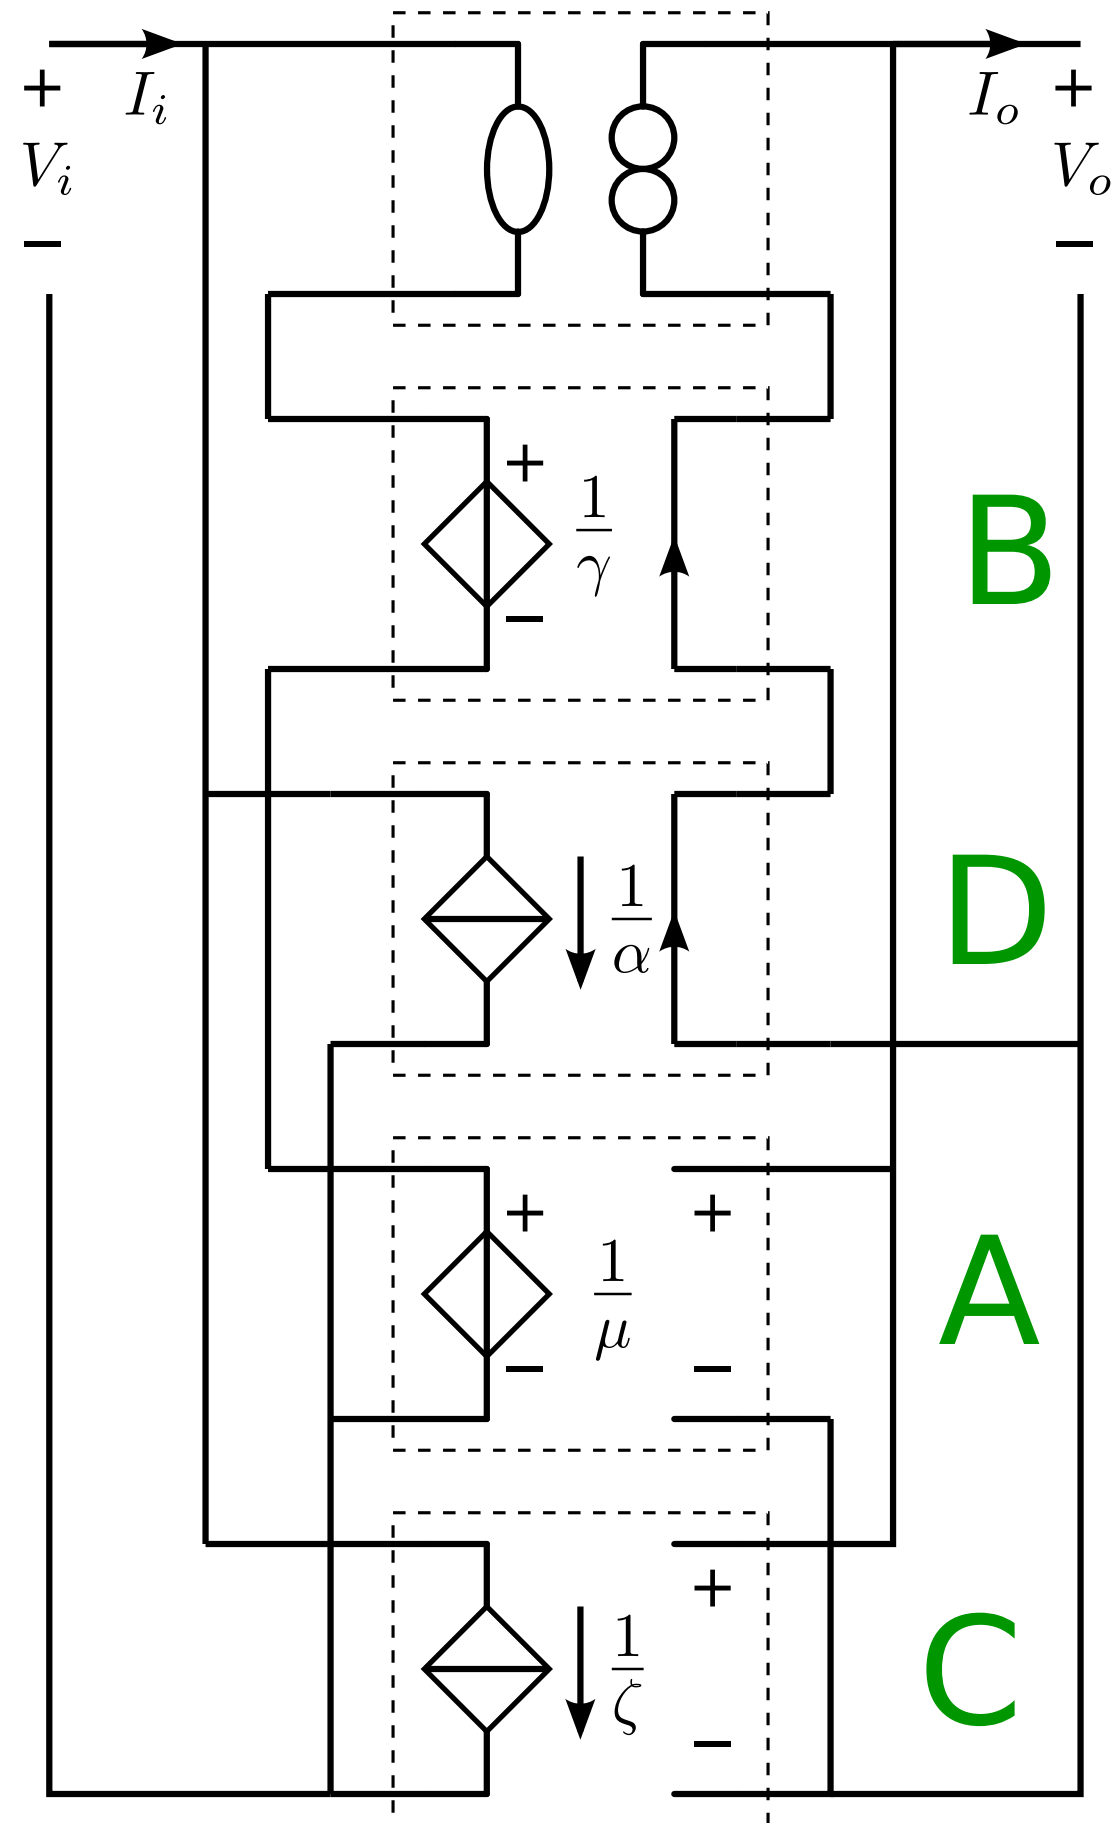 + I_i I_o +
V_i V_o
− −
+ 1/γ B
−
1/α D
+ 1/μ + A
− −
1/ζ + C
−